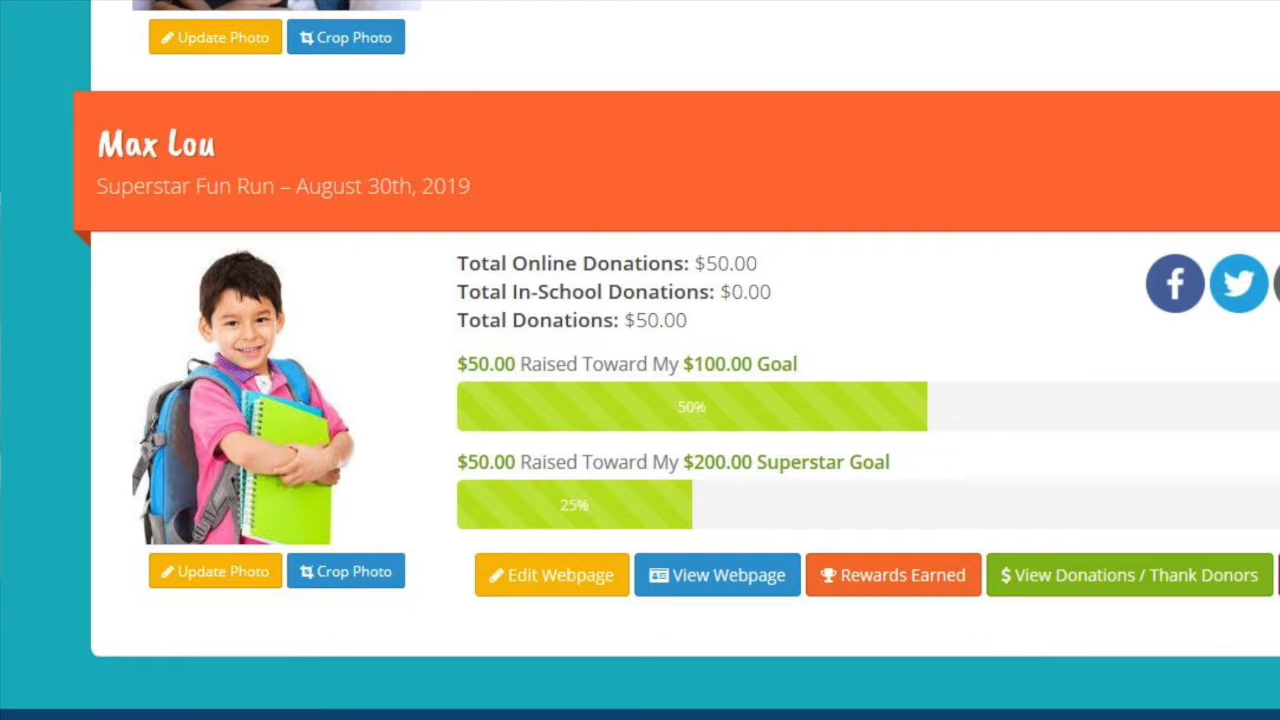 Update Photo Crop Photo
Max Lou
Superstar Fun Run – August 30th, 2019
Total Online Donations: $50.00
Total In-School Donations: $0.00
Total Donations: $50.00
$50.00 Raised Toward My $100.00 Goal
50%
$50.00 Raised Toward My $200.00 Superstar Goal
25%
Update Photo Crop Photo
Edit Webpage View Webpage Rewards Earned $ View Donations / Thank Donors